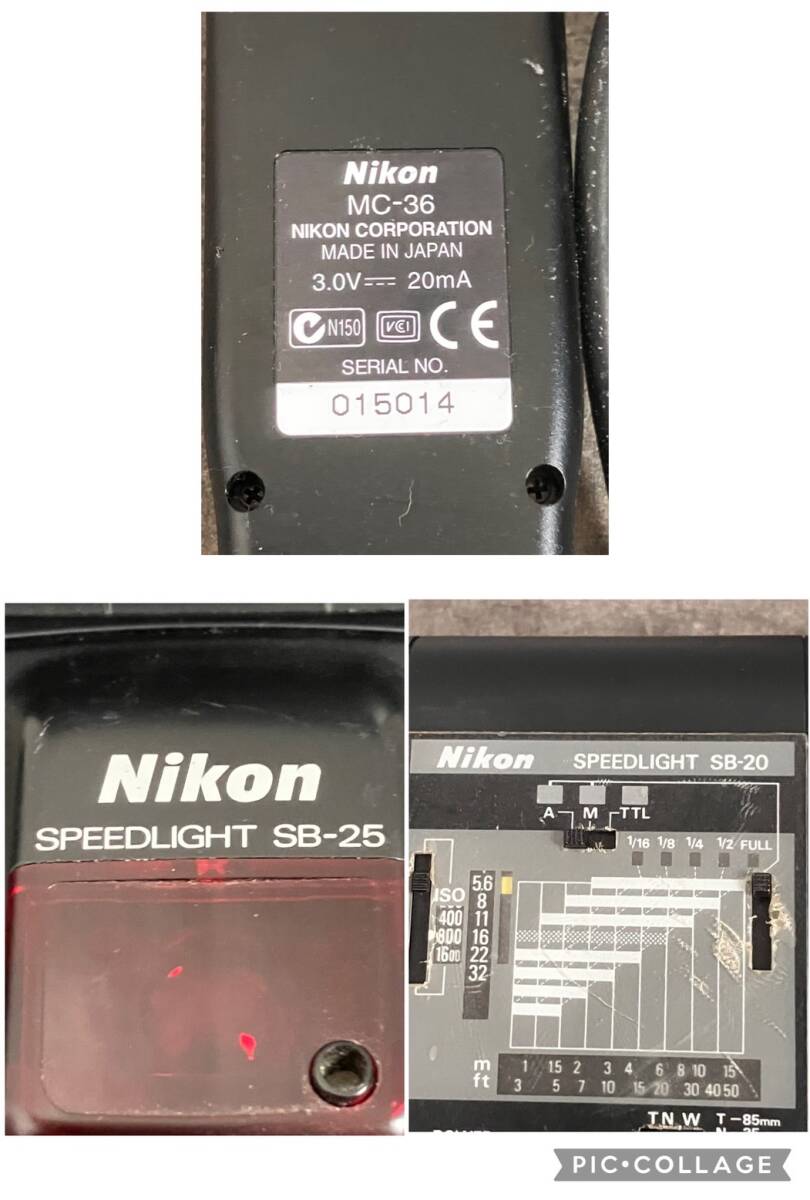 Nikon
MC-36
NIKON CORPORATION
MADE IN JAPAN
3.0V 20mA
N150 VCI CE
SERIAL NO.
015014
Nikon
SPEEDLIGHT SB-25
Nikon SPEEDLIGHT SB-20
A M TTL
1/16 1/8 1/4 1/2 FULL
ISO
400
800
1600
5.6
8
11
16
22
32
m 1 1.5 2 3 4 6 8 10 15
ft 3 5 7 10 15 20 30 40 50
T N W T-85mm
PIC•COLLAGE